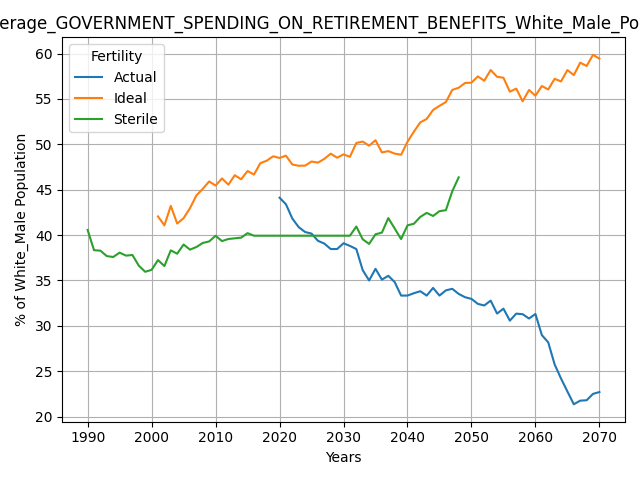 erage_GOVERNMENT_SPENDING_ON_RETIREMENT_BENEFITS_White_Male_Po
Fertility
Actual
Ideal
Sterile
60
55
50
45
40
35
30
25
20
% of White_Male Population
1990 2000 2010 2020 2030 2040 2050 2060 2070
Years